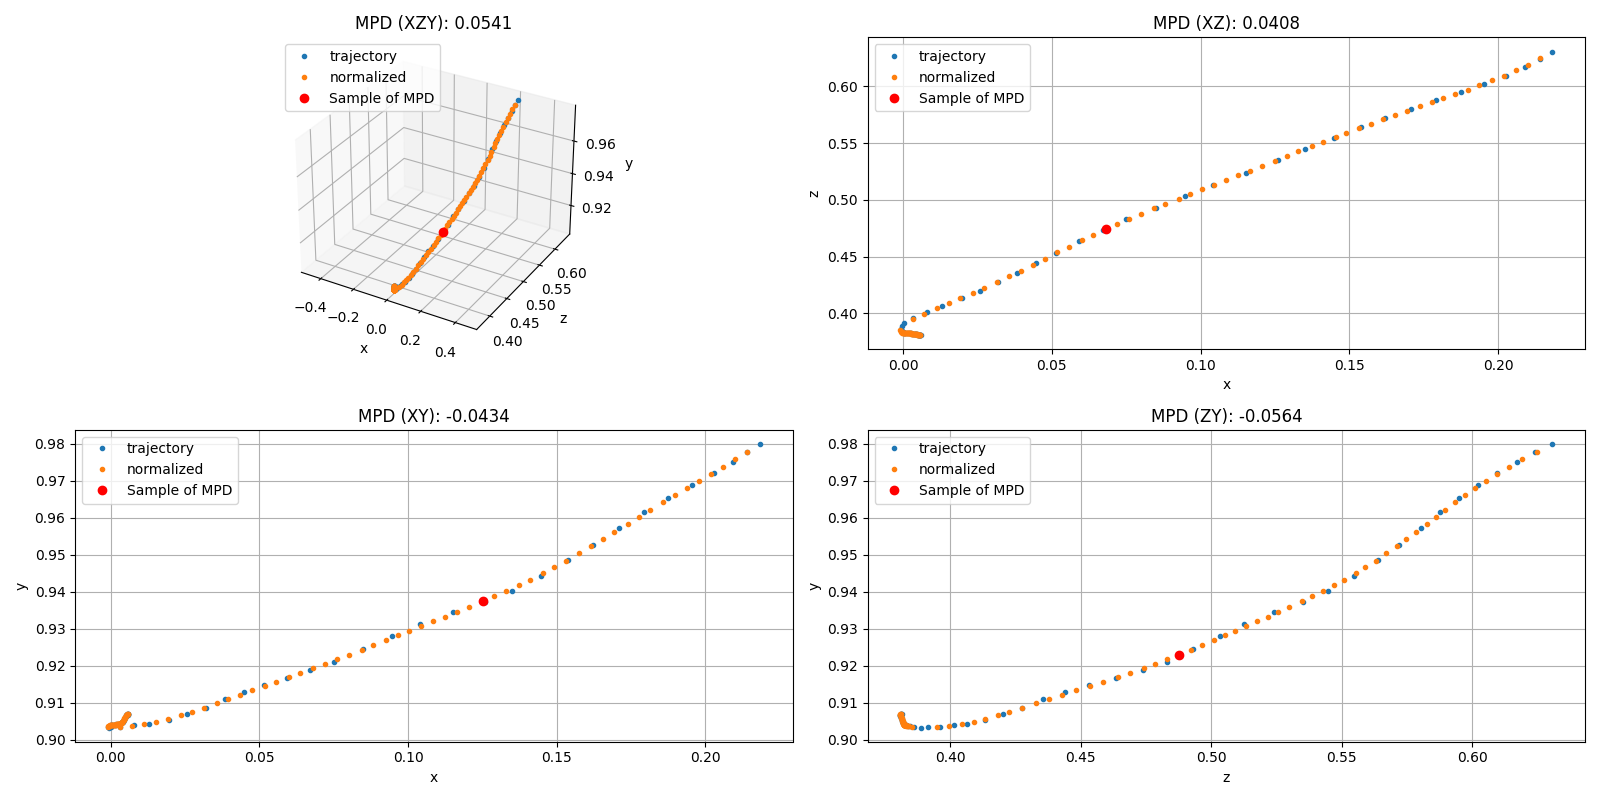 MPD (XZY): 0.0541
trajectory
normalized
Sample of MPD
0.96
0.94
0.92
y
−0.4
−0.2
0.0
0.2
0.4
x
0.40
0.45
0.50
0.55
0.60
z
MPD (XZ): 0.0408
trajectory
normalized
Sample of MPD
0.60
0.55
0.50
0.45
0.40
z
0.00 0.05 0.10 0.15 0.20
x
MPD (XY): -0.0434
trajectory
normalized
Sample of MPD
0.98
0.97
0.96
0.95
0.94
0.93
0.92
0.91
0.90
y
0.00 0.05 0.10 0.15 0.20
x
MPD (ZY): -0.0564
trajectory
normalized
Sample of MPD
0.98
0.97
0.96
0.95
0.94
0.93
0.92
0.91
0.90
y
0.40 0.45 0.50 0.55 0.60
z